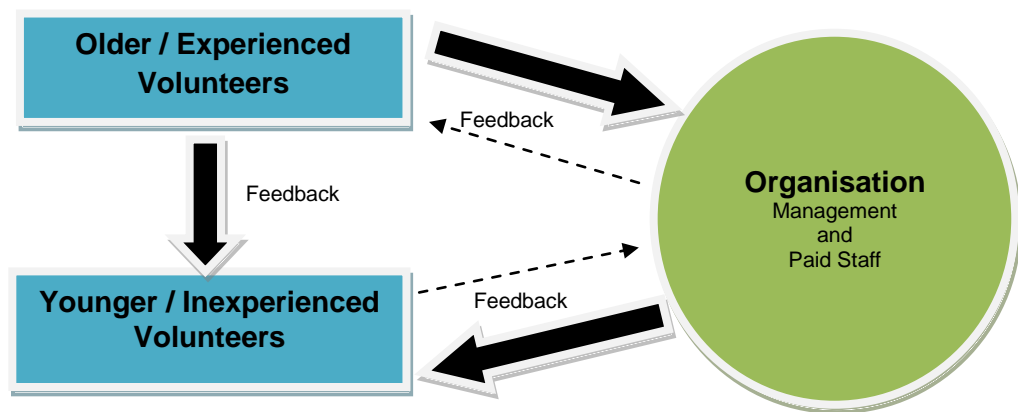 Older / Experienced
Volunteers
Feedback
Feedback
Organisation
Management
and
Paid Staff
Younger / Inexperienced
Volunteers
Feedback